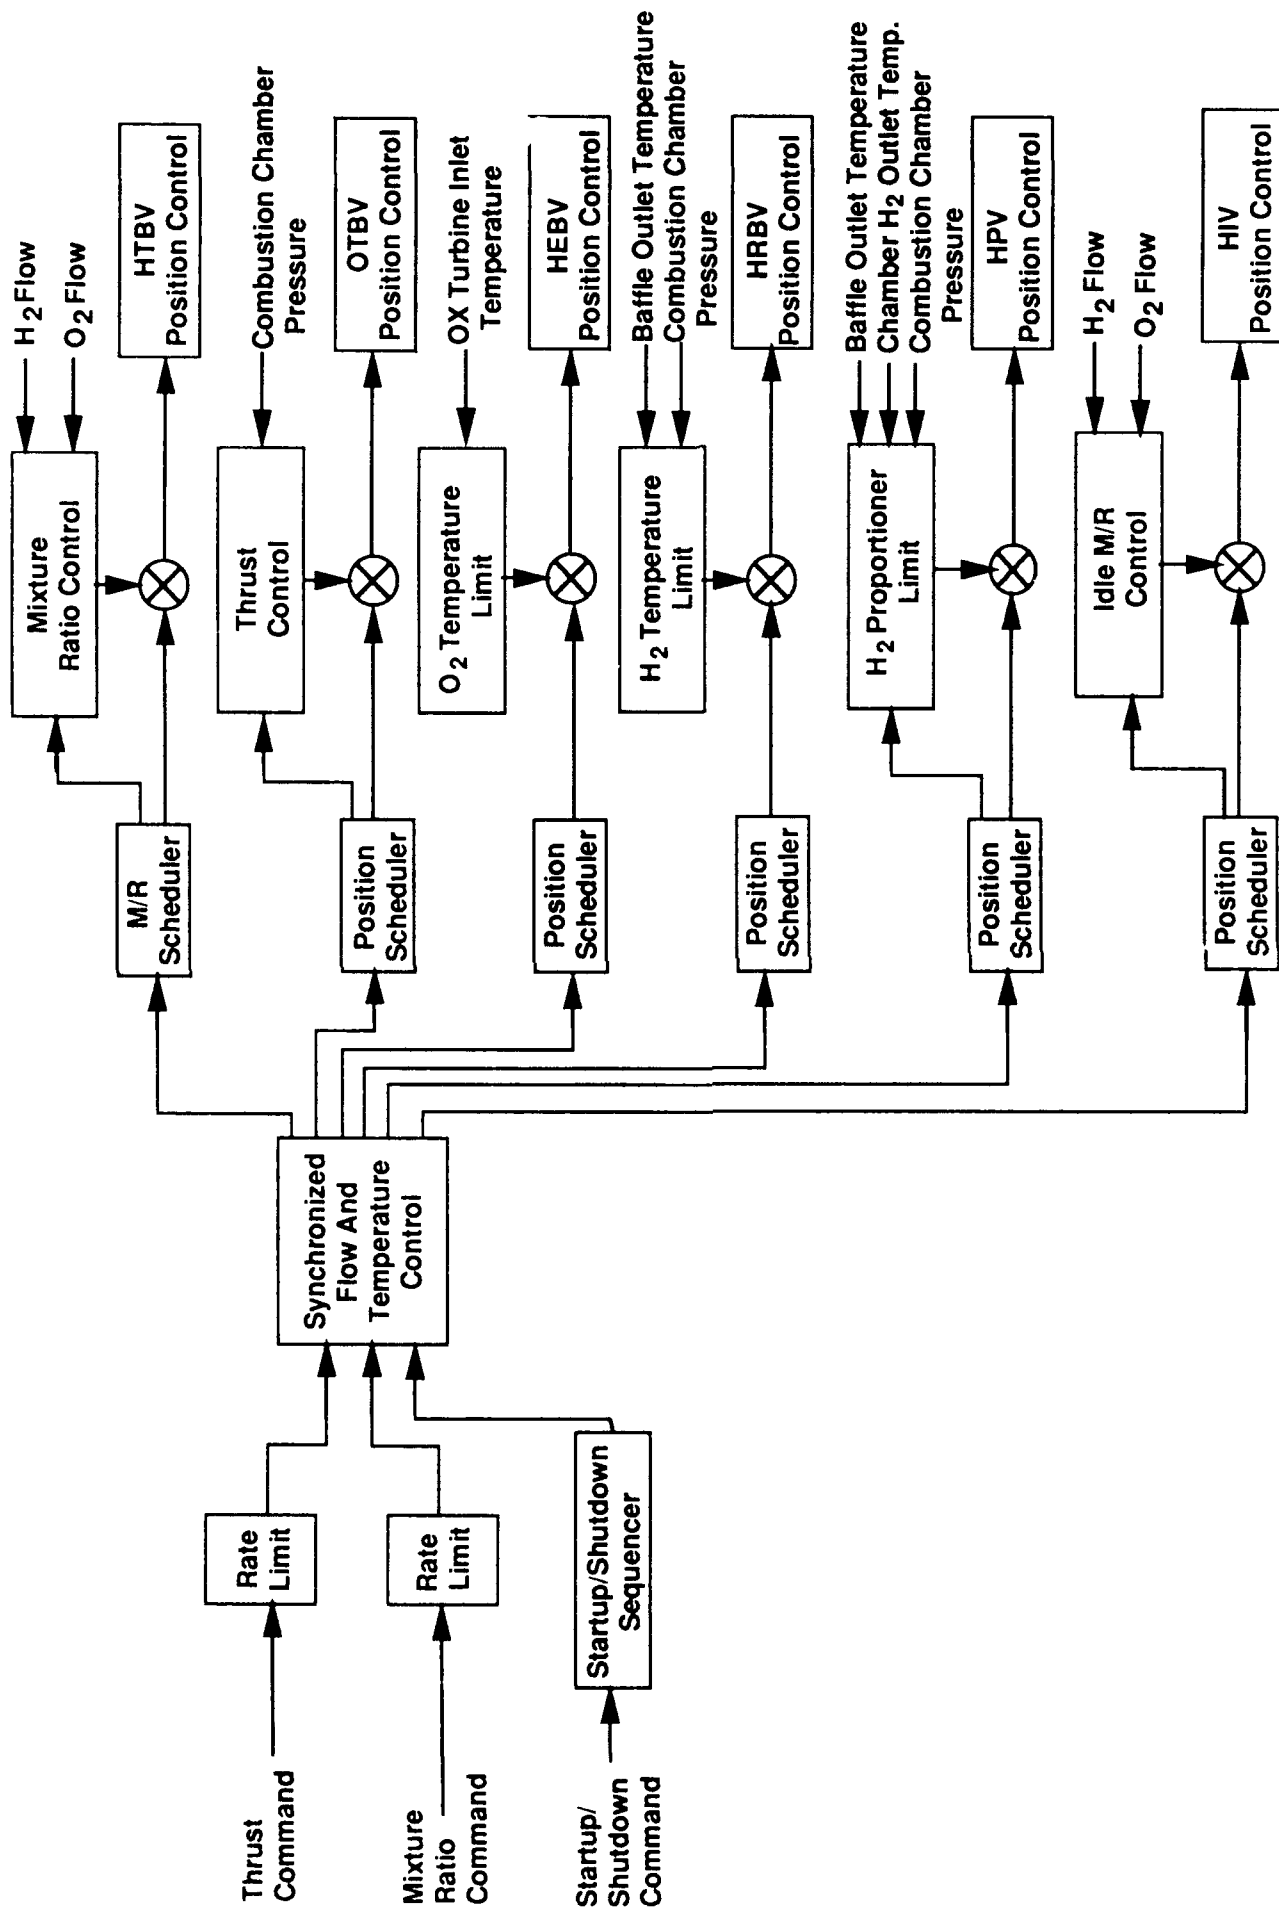 Thrust
Command
Mixture
Ratio
Command
Startup/
Shutdown
Command
Rate
Limit
Rate
Limit
Startup/Shutdown
Sequencer
Synchronized
Flow And
Temperature
Control
M/R
Scheduler
Position
Scheduler
Position
Scheduler
Position
Scheduler
Position
Scheduler
Position
Scheduler
Mixture
Ratio Control
H2 Flow
O2 Flow
HTBV
Position Control
Thrust
Control
Combustion Chamber
Pressure
OTBV
Position Control
O2 Temperature
Limit
OX Turbine Inlet
Temperature
HEBV
Position Control
H2 Temperature
Limit
Baffle Outlet Temperature
Combustion Chamber
Pressure
HRBV
Position Control
H2 Proportioner
Limit
Baffle Outlet Temperature
Chamber H2 Outlet Temp.
Combustion Chamber
Pressure
HPV
Position Control
Idle M/R
Control
H2 Flow
O2 Flow
HIV
Position Control